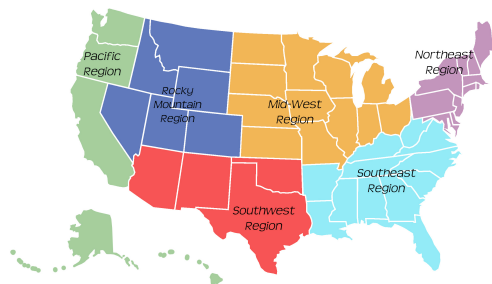 Pacific
Region
Rocky
Mountain
Region
Mid-West
Region
Northeast
Region
Southeast
Region
Southwest
Region